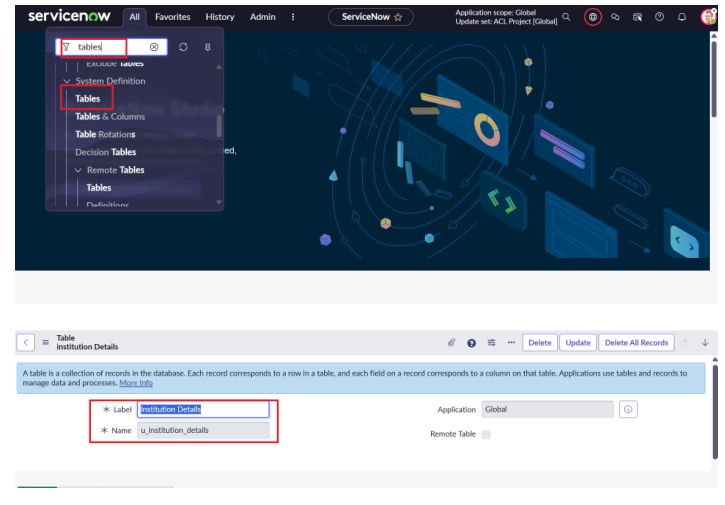 servicenow All Favorites History Admin ServiceNow
Application scope: Global
Update set: ACL Project [Global]
tables
Exclude Tables
System Definition
Tables
Tables & Columns
Table Rotations
Decision Tables
Remote Tables
Tables
Definitions
Table
institution Details
Delete Update Delete All Records
A table is a collection of records in the database. Each record corresponds to a row in a table, and each field on a record corresponds to a column on that table. Applications use tables and records to
manage data and processes. More Info
* Label institution Details
Application Global
* Name u_institution_details
Remote Table